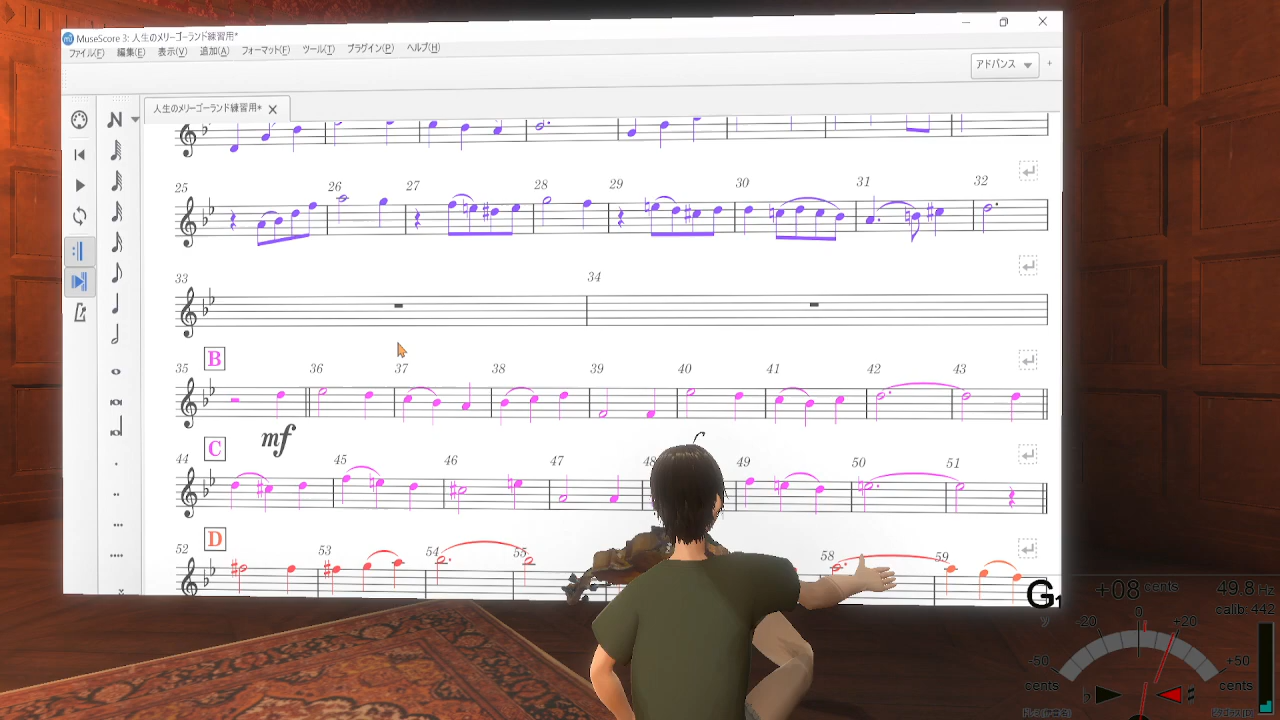 MuseScore 3: 人生のメリーゴーランド練習用*
ファイル(F) 編集(E) 表示(V) 追加(A) フォーマット(F) ツール(T) プラグイン(P) ヘルプ(H)
アドバンス
人生のメリーゴーランド練習用*
25 26 27 28 29 30 31 32
33 34
B
35 36 37 38 39 40 41 42 43
mf
C
44 45 46 47 48 49 50 51
D
52 53 54 55 58 59
G1
+08 cents 49.8 Hz
calib: 442
-50 -20 0 +20 +50
cents cents